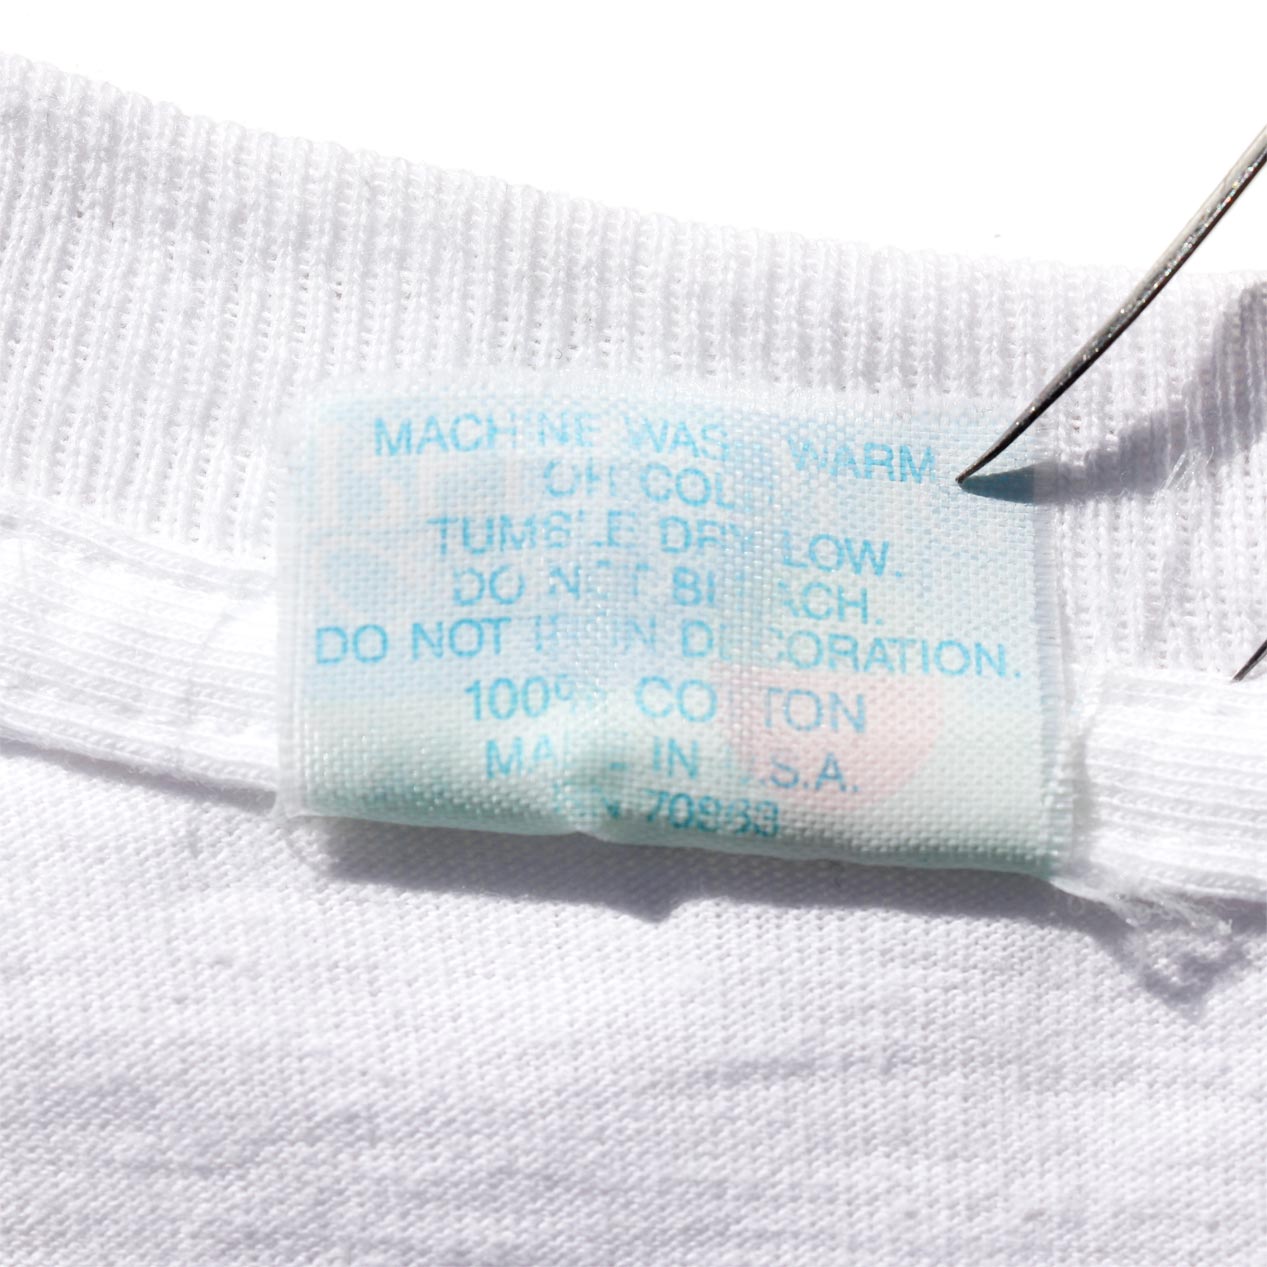 MACHINE WASH WARM
OR COLD
TUMBLE DRY LOW.
DO NOT BLEACH.
DO NOT IRON DECORATION.
100% COTTON
MADE IN U.S.A.
RN